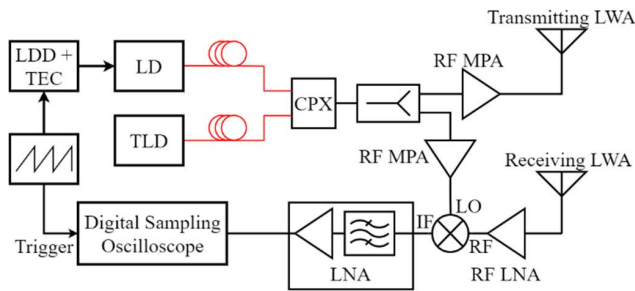 Transmitting LWA
LDD +
TEC
LD
RF MPA
CPX
TLD
RF MPA
Receiving LWA
LO
Digital Sampling
Oscilloscope
IF
RF
Trigger
LNA
RF LNA